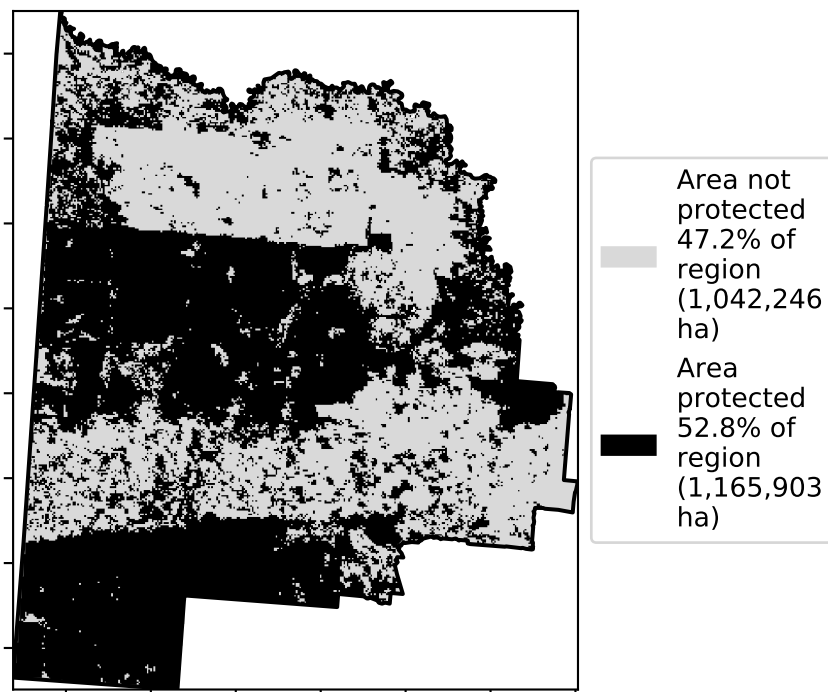 Area not
protected
47.2% of
region
(1,042,246
ha)
Area
protected
52.8% of
region
(1,165,903
ha)